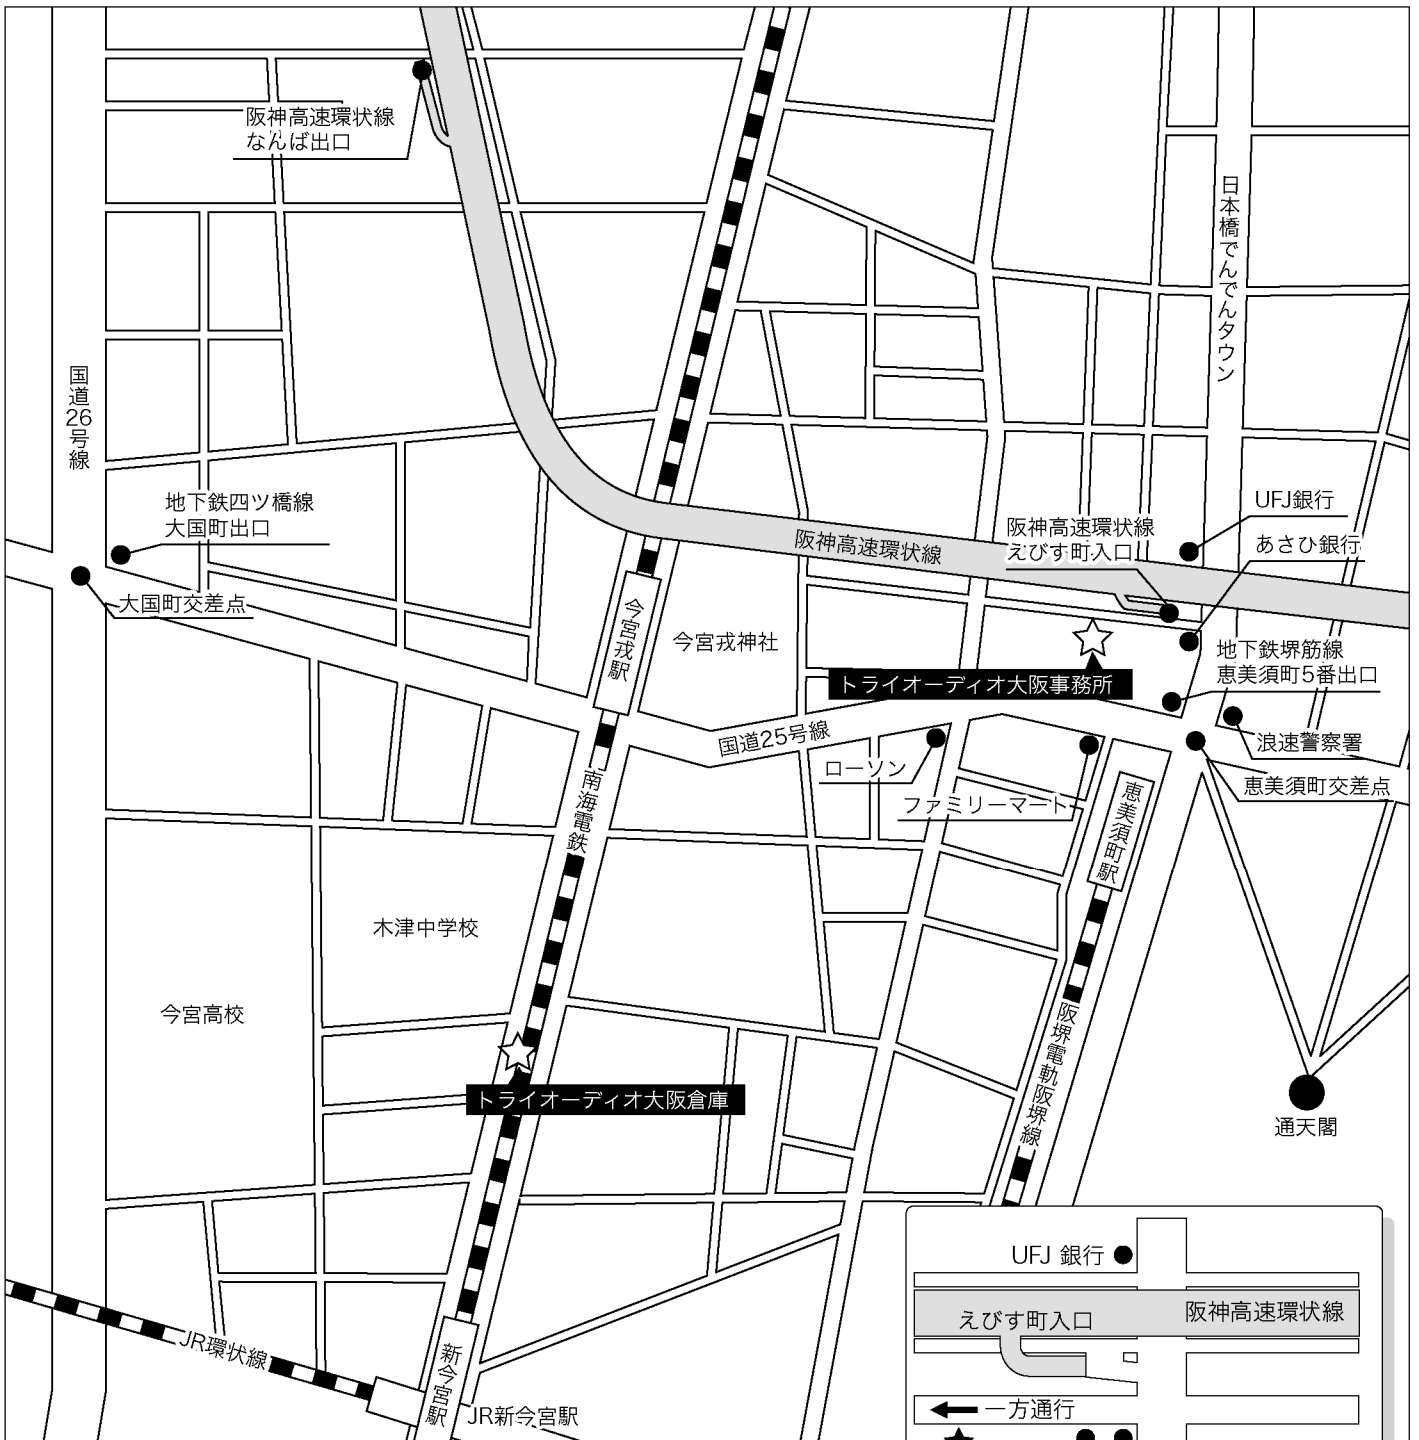 阪神高速環状線
なんば出口
日本橋でんでんタウン
国道26号線
地下鉄四ツ橋線
大国町出口
UFJ銀行
阪神高速環状線
えびす町入口
阪神高速環状線
あさひ銀行
大国町交差点
今宮戎駅
今宮戎神社
地下鉄堺筋線
恵美須町5番出口
トライオーディオ大阪事務所
国道25号線
浪速警察署
ローソン
恵美須町交差点
ファミリーマート
南海電鉄
恵美須町駅
木津中学校
今宮高校
阪堺電軌阪堺線
トライオーディオ大阪倉庫
通天閣
UFJ 銀行
えびす町入口
阪神高速環状線
JR環状線
新今宮駅
JR新今宮駅
一方通行